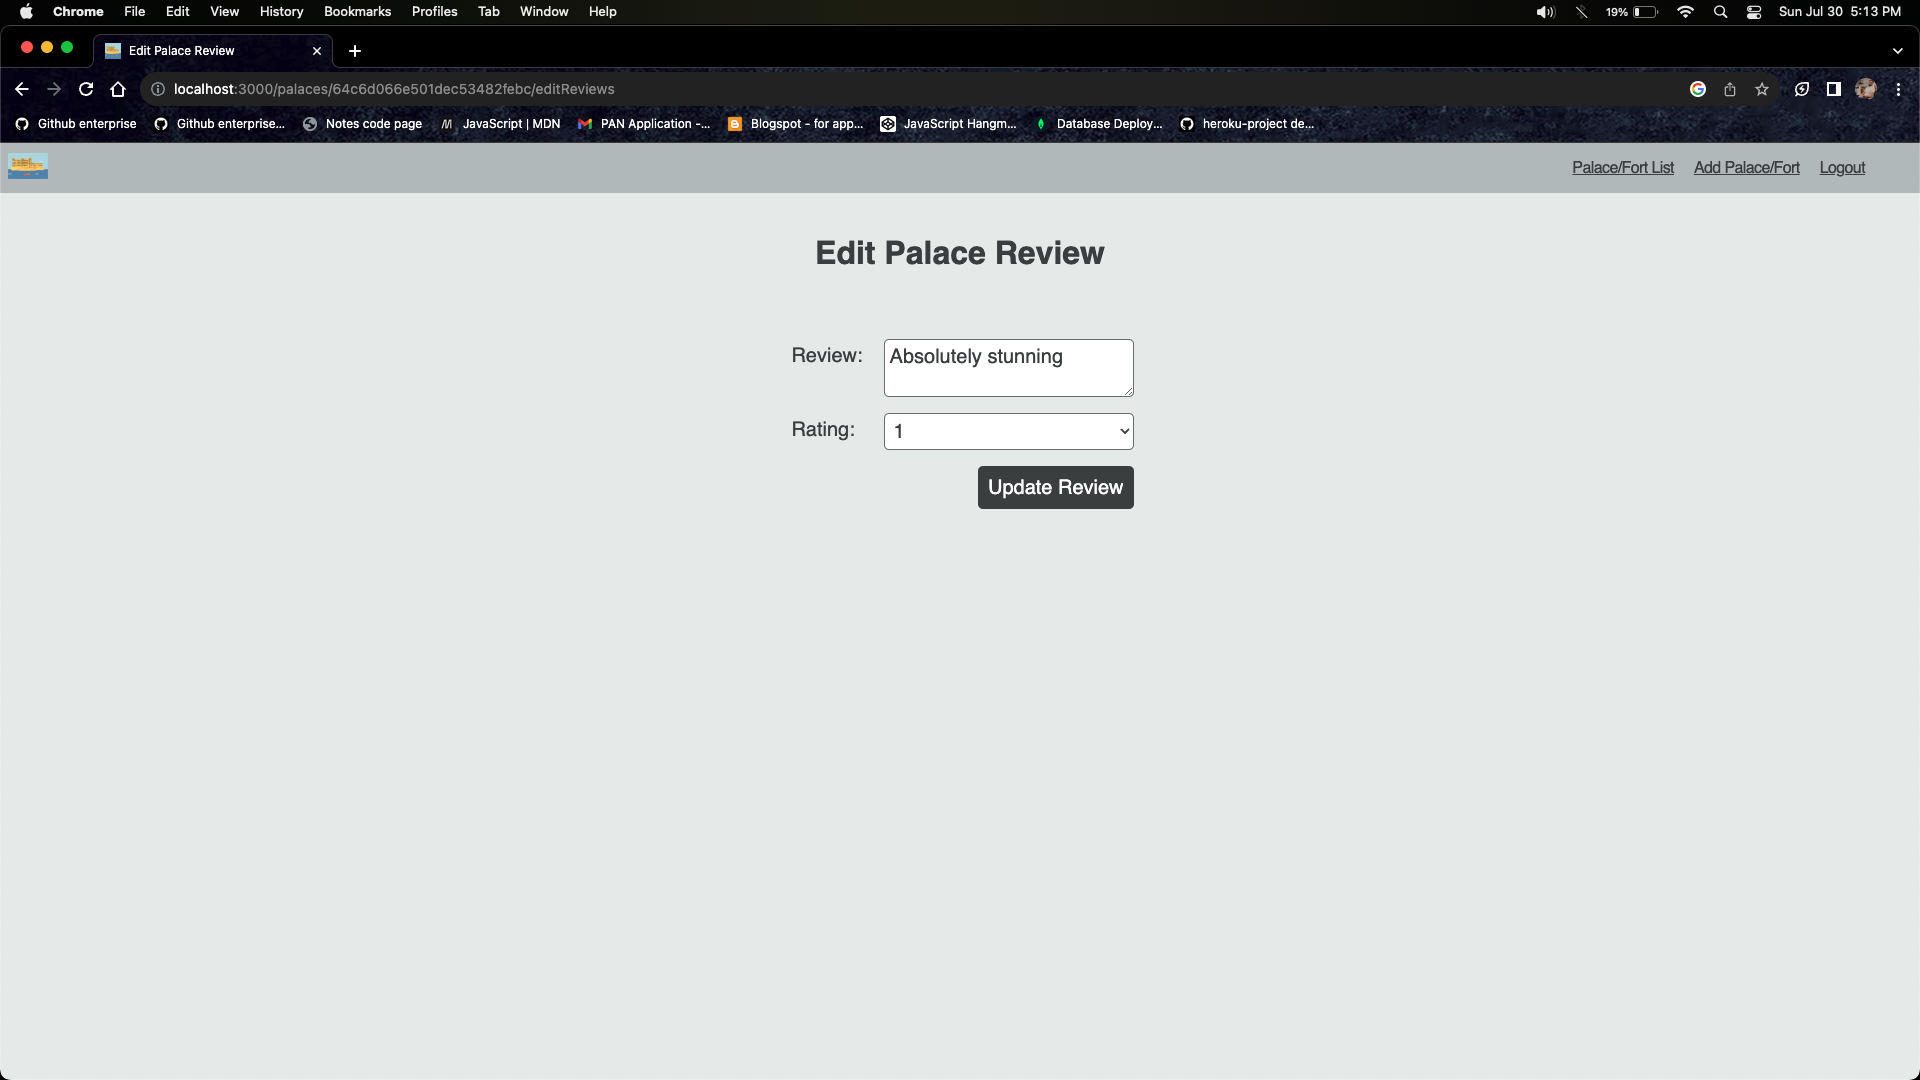 Chrome File Edit View History Bookmarks Profiles Tab Window Help 19% Sun Jul 30 5:13 PM
Edit Palace Review
localhost:3000/palaces/64c6d066e501dec53482febc/editReviews
Github enterprise Github enterprise... Notes code page JavaScript | MDN PAN Application -... Blogspot - for app... JavaScript Hangm... Database Deploy... heroku-project de...
Palace/Fort List Add Palace/Fort Logout
Edit Palace Review
Review: Absolutely stunning
Rating: 1
Update Review